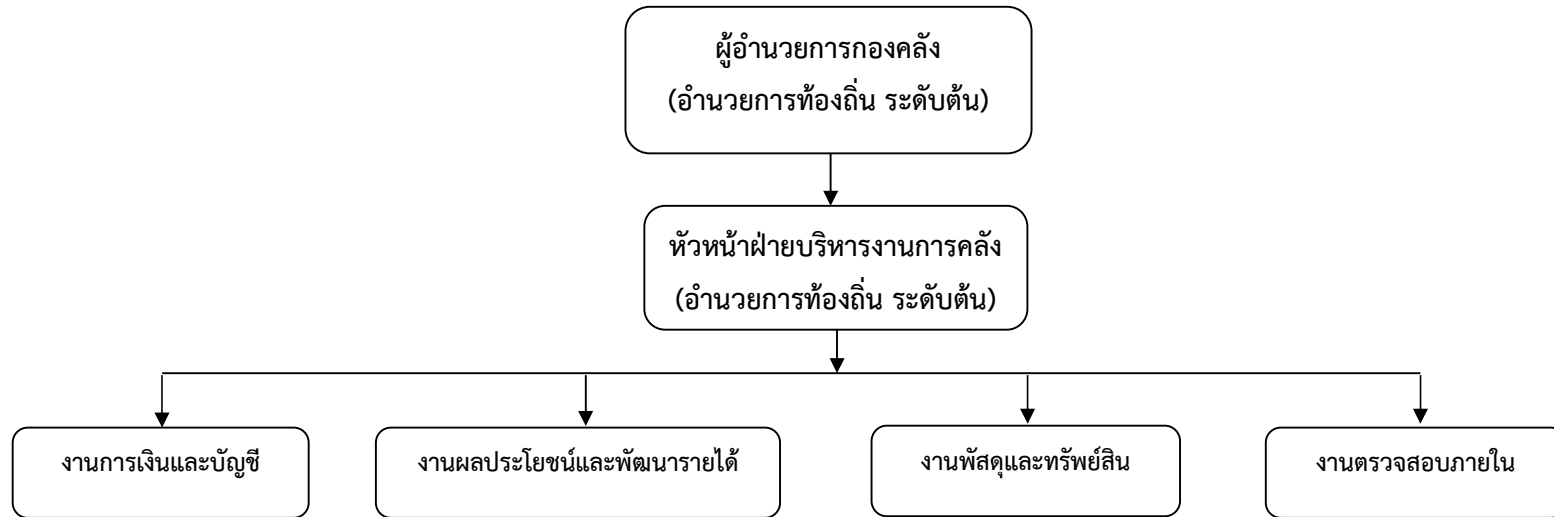 ผู้อำนวยการกองคลัง
(อำนวยการท้องถิ่น ระดับต้น)
หัวหน้าฝ่ายบริหารงานการคลัง
(อำนวยการท้องถิ่น ระดับต้น)
งานการเงินและบัญชี
งานผลประโยชน์และพัฒนารายได้
งานพัสดุและทรัพย์สิน
งานตรวจสอบภายใน